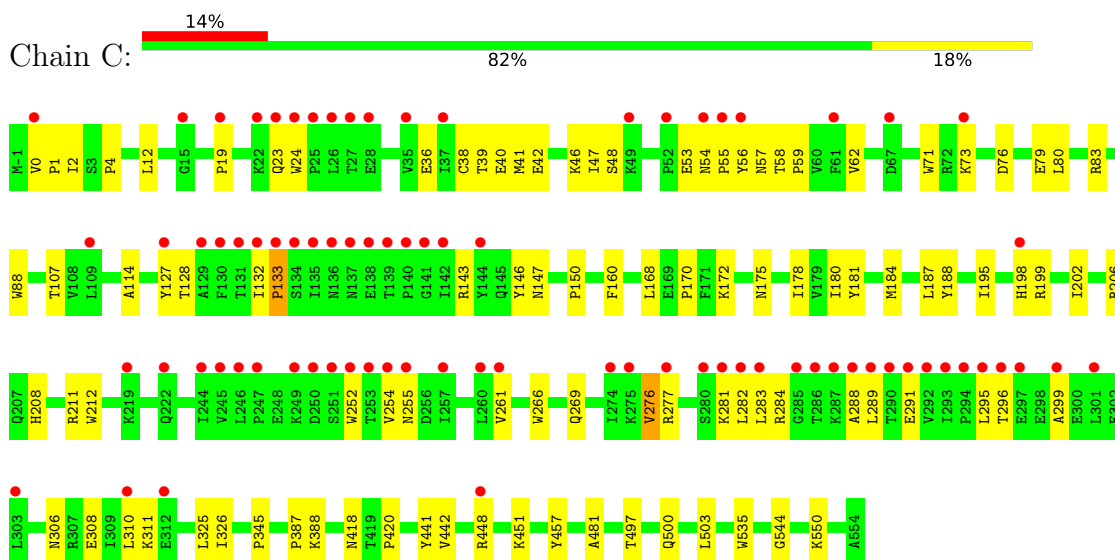 14%
Chain C:
82% 18%
M-1 V0 P1 I2 S3 P4 L12 G15 P19 K22 Q23 W24 P25 L26 T27 E28 V35 E36 I37 C38 T39 E40 M41 E42 K46 I47 S48 K49 P52 E53 N54 P55 Y56 N57 T58 P59 V60 F61 V62 D67 W71 R72 K73 D76 E79 L80 R83
W88 T107 V108 L109 A114 Y127 T128 A129 F130 T131 I132 P133 S134 I135 N136 N137 E138 T139 P140 G141 I142 R143 Y144 Q145 Y146 N147 P150 F160 L168 E169 P170 F171 K172 N175 I178 V179 I180 Y181 M184 L187 Y188 I195 H198 R199 I202
Q207 H208 R211 W212 K219 Q222 I244 V245 L246 P247 E248 K249 D250 S251 W252 T253 V254 N255 D256 I257 L260 V261 W266 Q269 I274 K275 V276 R277 S280 K281 L282 L283 R284 G285 T286 K287 A288 L289 T290 E291 V292 I293 P294 L295 T296 E297 E298 A299 E300 L301
L303 N306 R307 E308 I309 L310 K311 E312 L325 I326 P345 P387 K388 N418 T419 P420 Y441 V442 R448 K451 Y457 A481 T497 Q500 L503 W535 G544 K550 A554